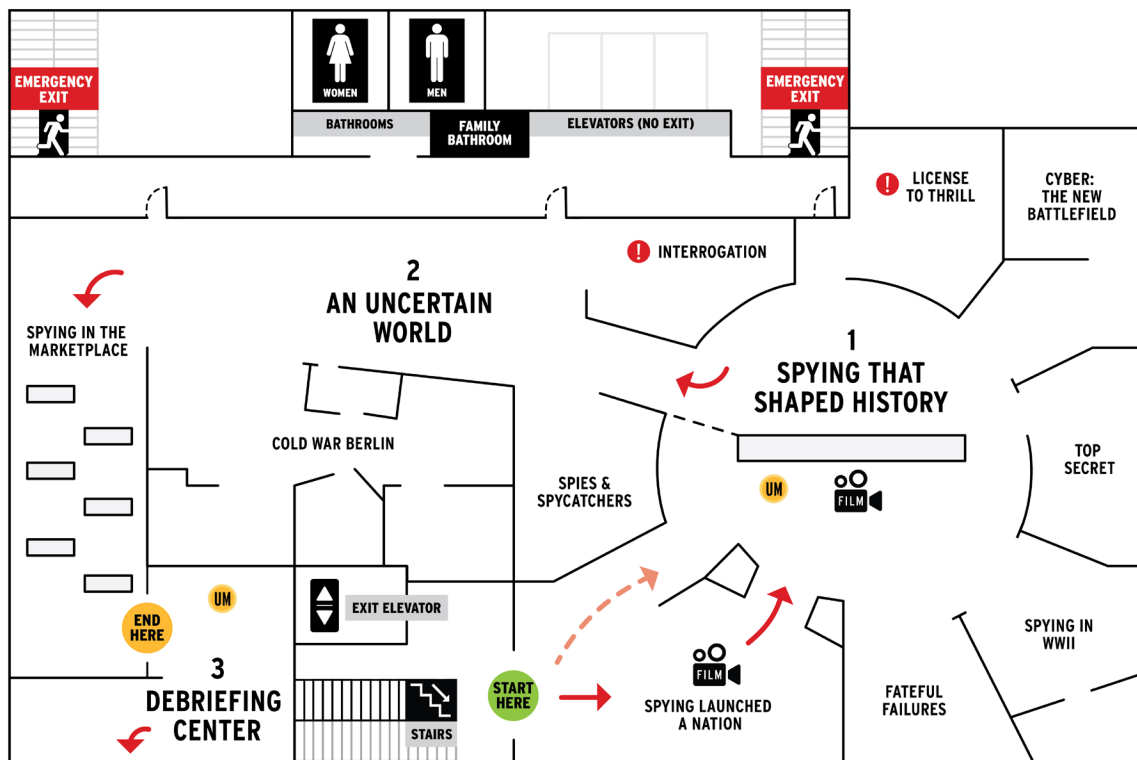 EMERGENCY
EXIT
WOMEN
MEN
BATHROOMS
FAMILY
BATHROOM
ELEVATORS (NO EXIT)
EMERGENCY
EXIT
!
LICENSE
TO THRILL
CYBER:
THE NEW
BATTLEFIELD
!
INTERROGATION
2
AN UNCERTAIN
WORLD
SPYING IN THE
MARKETPLACE
1
SPYING THAT
SHAPED HISTORY
COLD WAR BERLIN
SPIES &
SPYCATCHERS
UM
FILM
TOP
SECRET
UM
EXIT ELEVATOR
END
HERE
3
DEBRIEFING
CENTER
STAIRS
START
HERE
FILM
SPYING LAUNCHED
A NATION
FATEFUL
FAILURES
SPYING IN
WWII